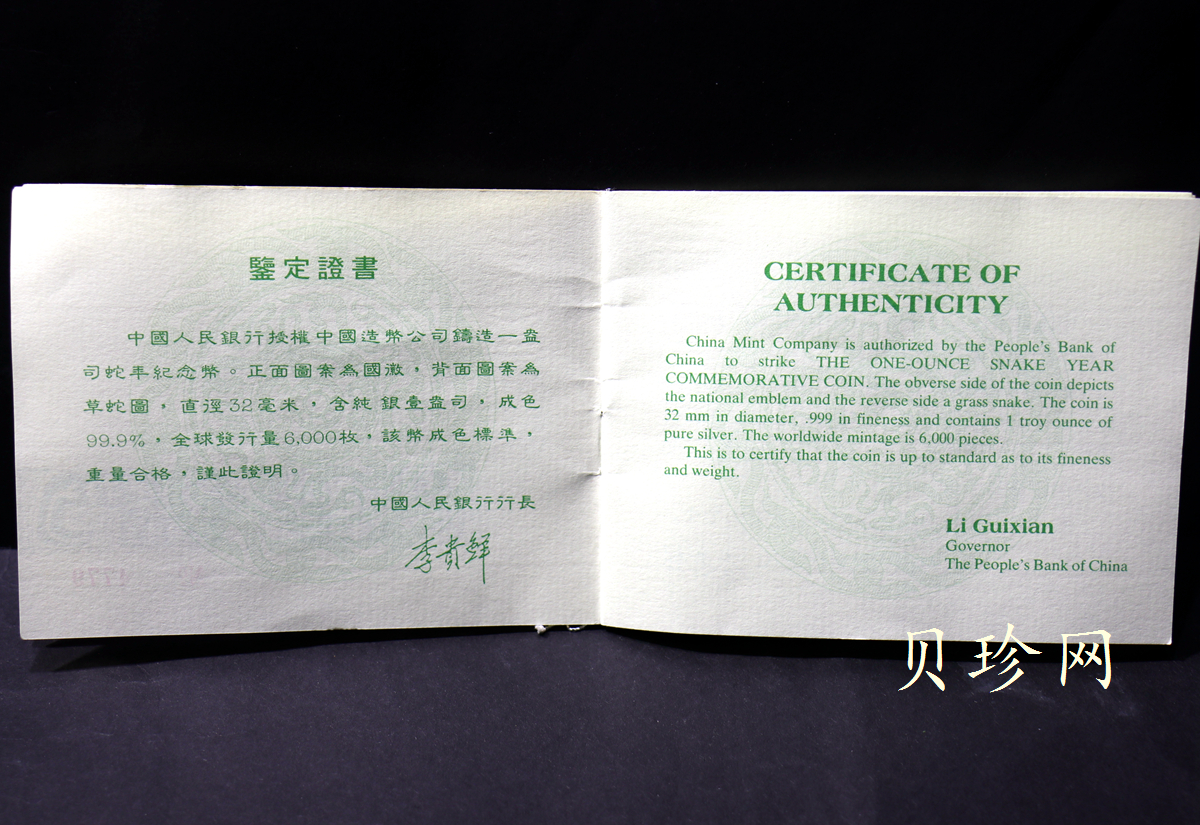 鑒定證書
中國人民銀行授權中國造幣公司鑄造一盎
司蛇年紀念幣。正面圖案為國徽，背面圖案為
草蛇圖，直徑32毫米，含純銀壹盎司，成色
99.9%，全球發行量6,000枚，該幣成色標準，
重量合格，謹此證明。
中國人民銀行行長
李貴鲜
CERTIFICATE OF
AUTHENTICITY
China Mint Company is authorized by the People's Bank of
China to strike THE ONE-OUNCE SNAKE YEAR
COMMEMORATIVE COIN. The obverse side of the coin depicts
the national emblem and the reverse side a grass snake. The coin is
32 mm in diameter, .999 in fineness and contains 1 troy ounce of
pure silver. The worldwide mintage is 6,000 pieces.
This is to certify that the coin is up to standard as to its fineness
and weight.
Li Guixian
Governor
The People's Bank of China
贝珍网